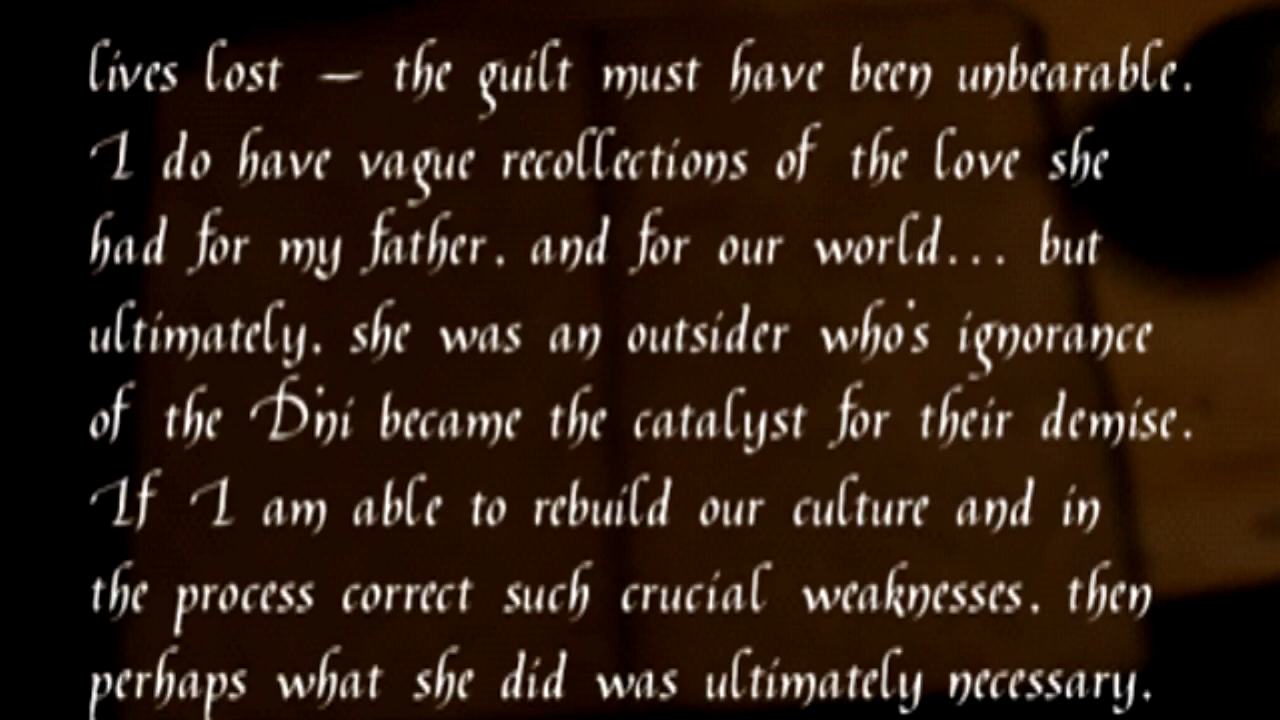 lives lost – the guilt must have been unbearable.
I do have vague recollections of the love she
had for my father, and for our world... but
ultimately, she was an outsider who's ignorance
of the D'ni became the catalyst for their demise.
If I am able to rebuild our culture and in
the process correct such crucial weaknesses, then
perhaps what she did was ultimately necessary.